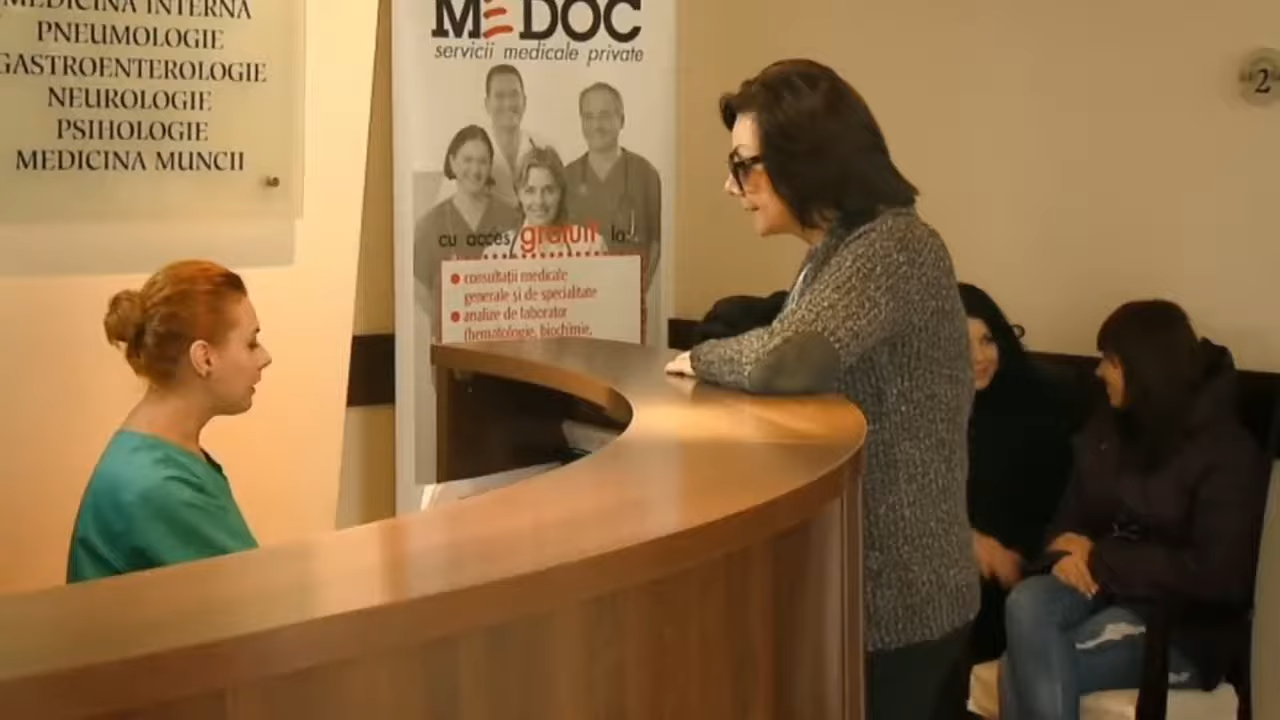 MEDICINA INTERNA
PNEUMOLOGIE
GASTROENTEROLOGIE
NEUROLOGIE
PSIHOLOGIE
MEDICINA MUNCII
MEDOC
servicii medicale private
cu acces gratuit la:
consultații medicale
generale și de specialitate
analize de laborator
(hematologie, biochimie,
2